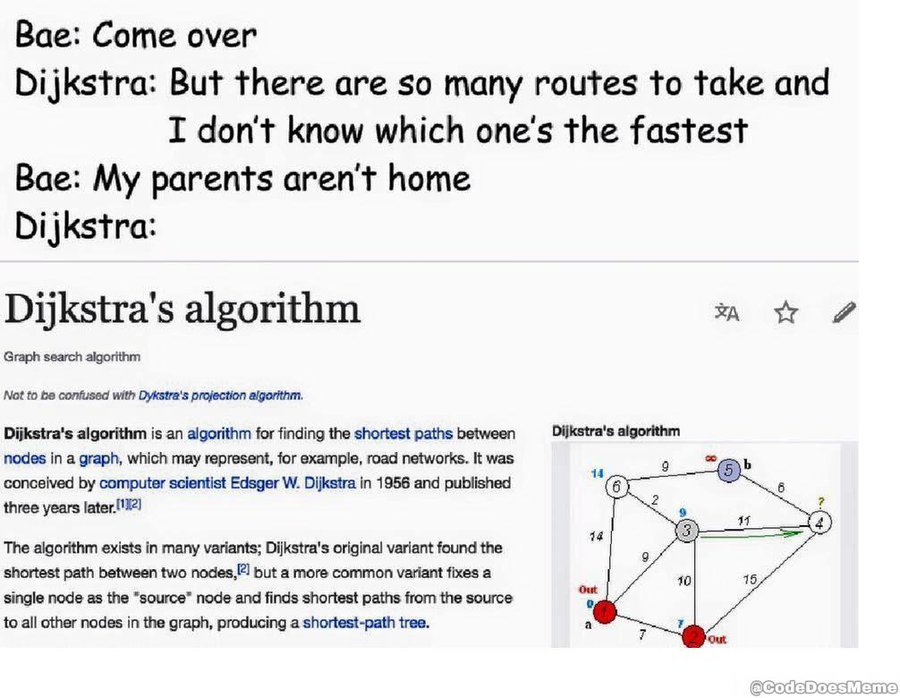 Bae: Come over
Dijkstra: But there are so many routes to take and
I don't know which one's the fastest
Bae: My parents aren't home
Dijkstra:
Dijkstra's algorithm
文A
Graph search algorithm
Not to be confused with Dykstra's projection algorithm.
Dijkstra's algorithm is an algorithm for finding the shortest paths between
nodes in a graph, which may represent, for example, road networks. It was
conceived by computer scientist Edsger W. Dijkstra in 1956 and published
three years later.[1][2]
The algorithm exists in many variants; Dijkstra's original variant found the
shortest path between two nodes,[2] but a more common variant fixes a
single node as the "source" node and finds shortest paths from the source
to all other nodes in the graph, producing a shortest-path tree.
Dijkstra's algorithm
14 9 ∞ b
6 5
6
2
9 ?
3 11 4
14
9
10 15
Out
0
1
a 7 7 2 Out
@CodeDoesMeme